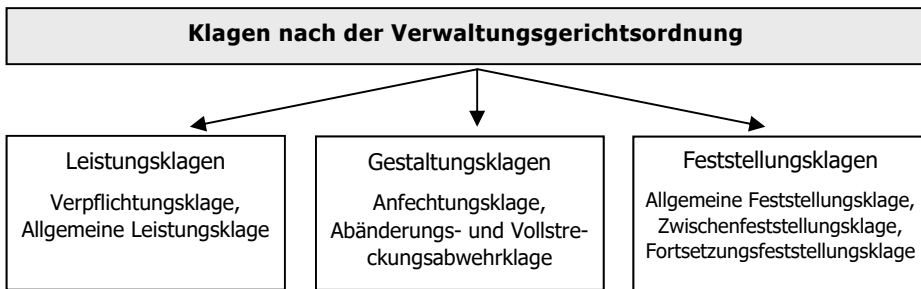 Klagen nach der Verwaltungsgerichtsordnung
Leistungsklagen
Verpflichtungsklage,
Allgemeine Leistungsklage
Gestaltungsklagen
Anfechtungsklage,
Abänderungs- und Vollstre-
ckungsabwehrklage
Feststellungsklagen
Allgemeine Feststellungsklage,
Zwischenfeststellungsklage,
Fortsetzungsfeststellungsklage